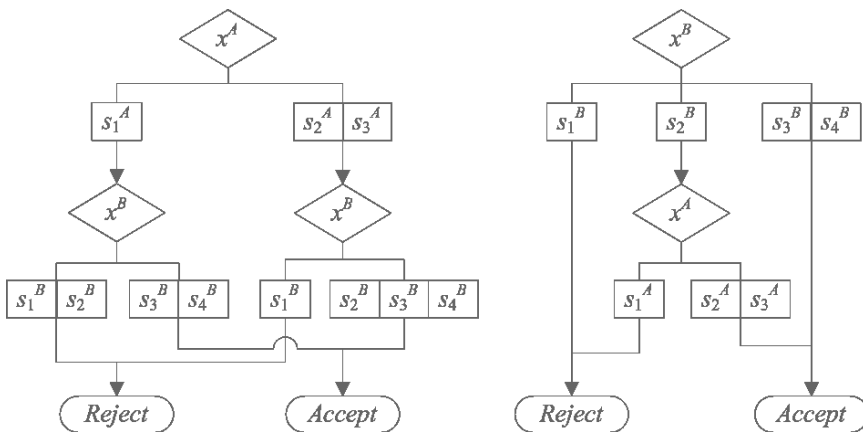 x^A x^B
s_1^A s_2^A s_3^A s_1^B s_2^B s_3^B s_4^B
x^B x^B x^A
s_1^B s_2^B s_3^B s_4^B s_1^B s_2^B s_3^B s_4^B s_1^A s_2^A s_3^A
Reject Accept Reject Accept